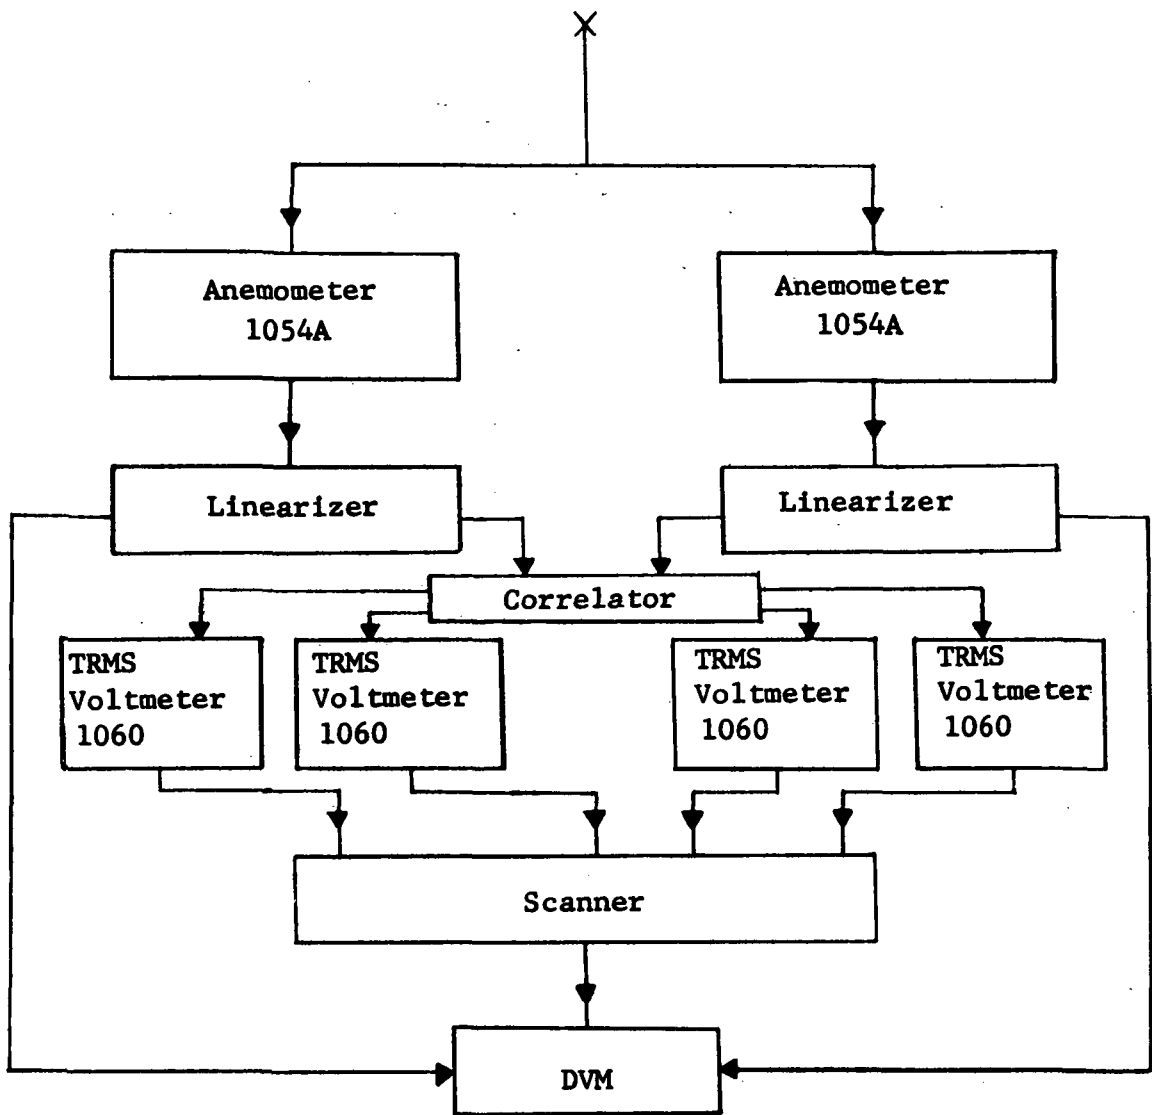 Anemometer
1054A
Anemometer
1054A
Linearizer
Linearizer
Correlator
TRMS
Voltmeter
1060
TRMS
Voltmeter
1060
TRMS
Voltmeter
1060
TRMS
Voltmeter
1060
Scanner
DVM